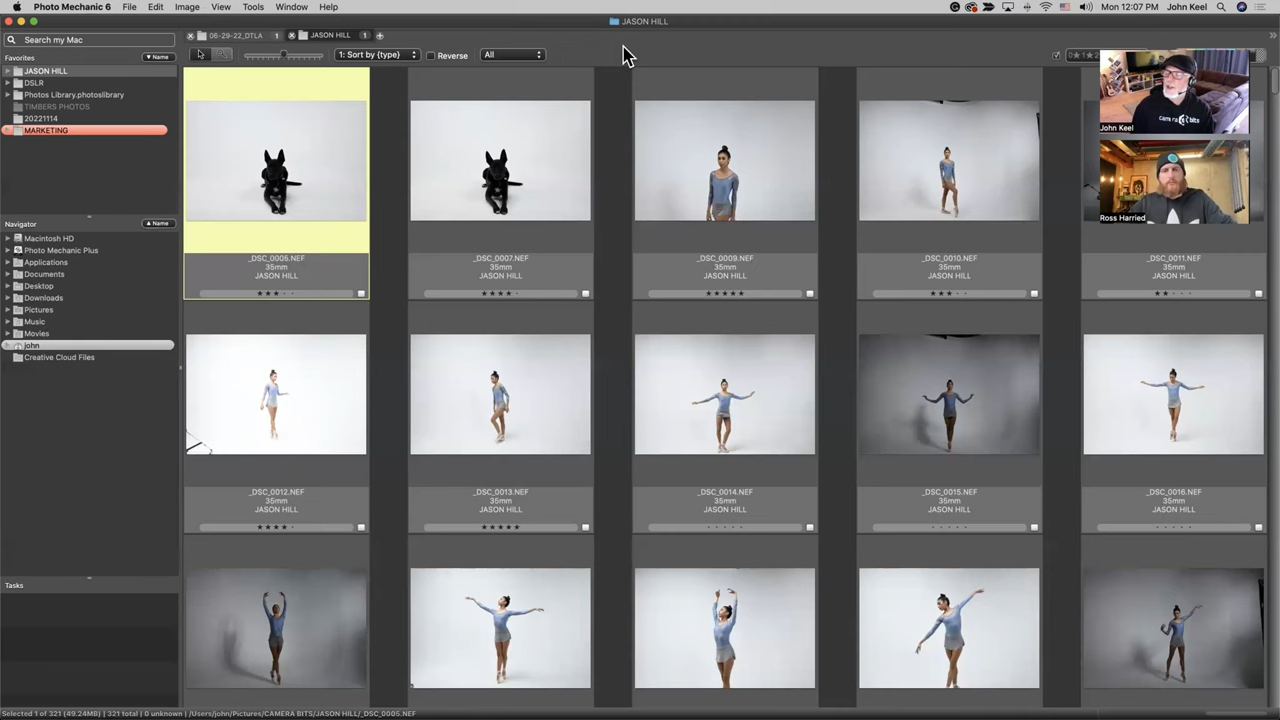 Photo Mechanic 6 File Edit Image View Tools Window Help Mon 12:07 PM John Keel
JASON HILL
Search my Mac
06-29-22_DTLA 1 JASON HILL 1
Favorites Name
1: Sort by {type} Reverse All
JASON HILL
DSLR
Photos Library.photoslibrary
TIMBERS PHOTOS
20221114
MARKETING
camera bits
John Keel
Ross Harried
Navigator Name
Macintosh HD
Photo Mechanic Plus
Applications
Documents
Desktop
Downloads
Pictures
Music
Movies
john
Creative Cloud Files
_DSC_0005.NEF
35mm
JASON HILL
_DSC_0007.NEF
35mm
JASON HILL
_DSC_0009.NEF
35mm
JASON HILL
_DSC_0010.NEF
35mm
JASON HILL
_DSC_0011.NEF
35mm
JASON HILL
_DSC_0012.NEF
35mm
JASON HILL
_DSC_0013.NEF
35mm
JASON HILL
_DSC_0014.NEF
35mm
JASON HILL
_DSC_0015.NEF
35mm
JASON HILL
_DSC_0016.NEF
35mm
JASON HILL
Tasks
Selected 1 of 321 (49.24MB) | 321 total | 0 unknown | /Users/john/Pictures/CAMERA BITS/JASON HILL/_DSC_0005.NEF